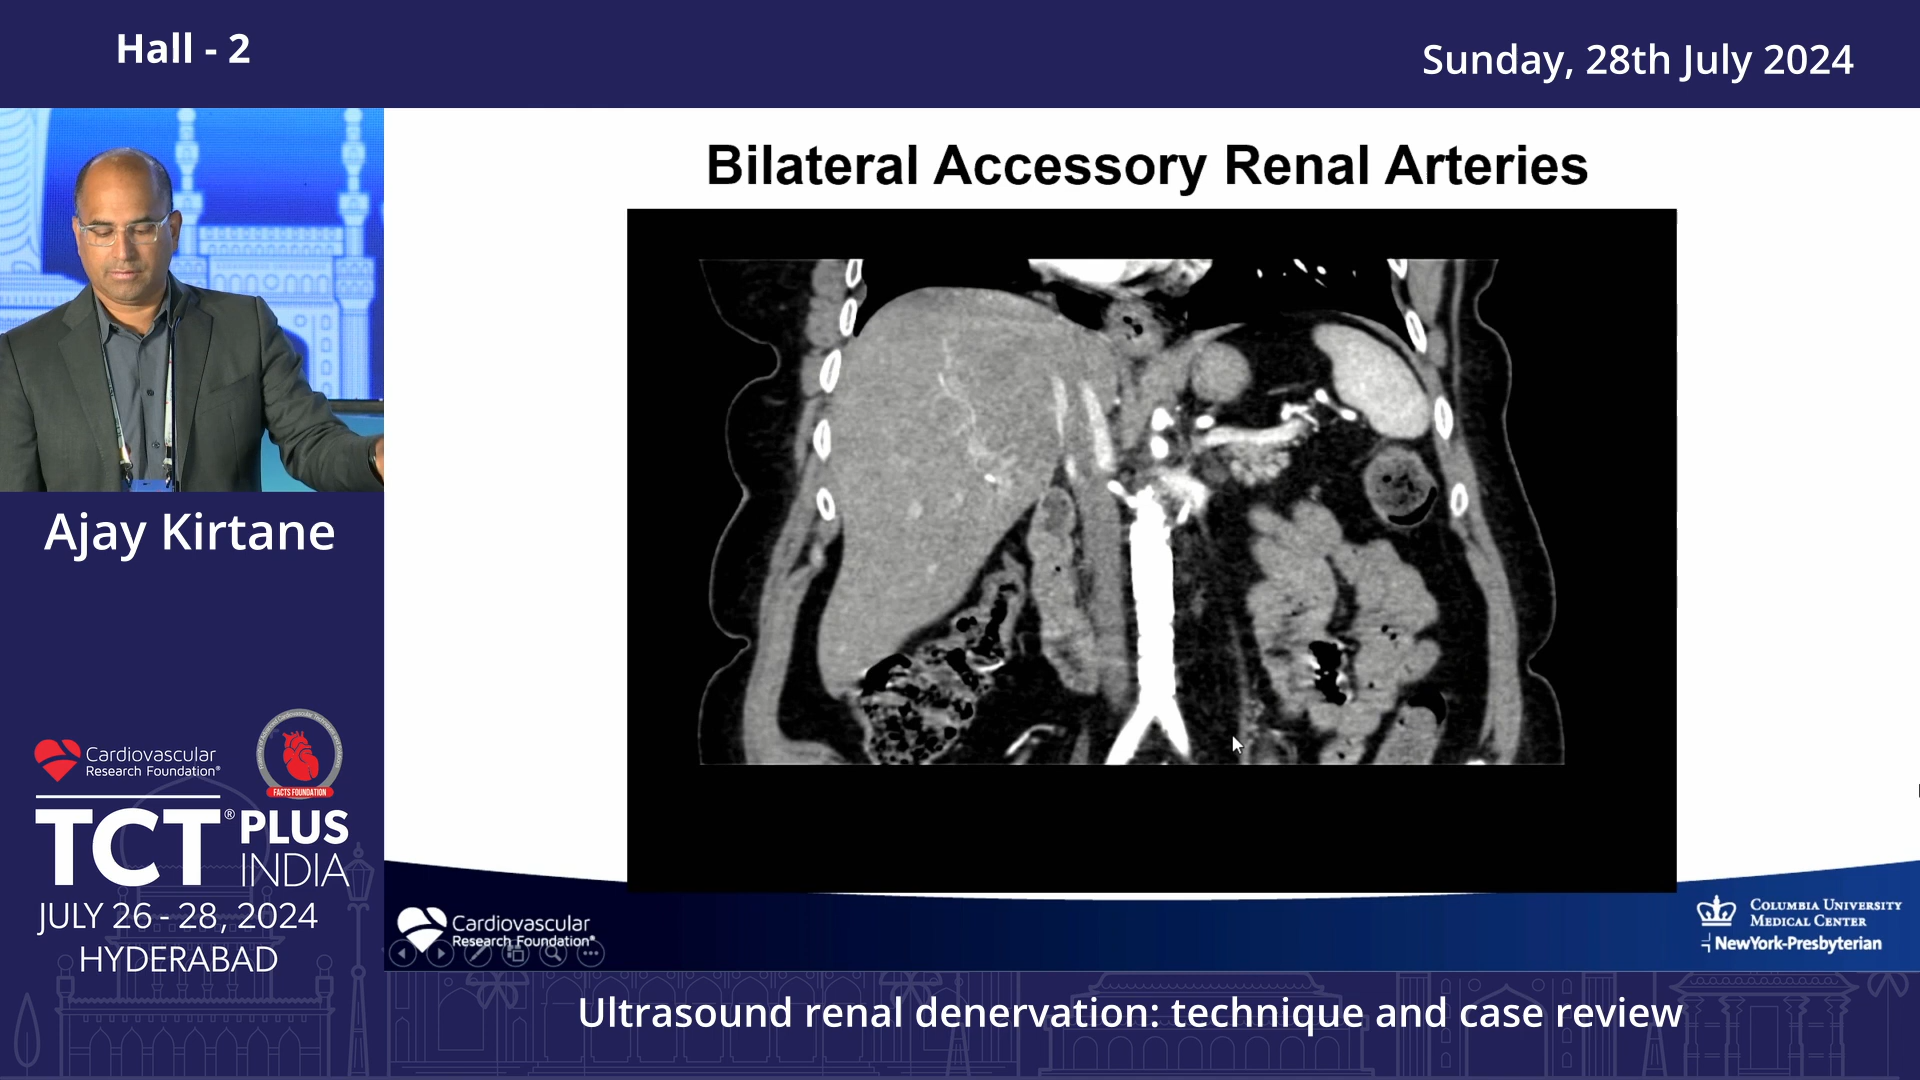 Hall - 2
Sunday, 28th July 2024
Bilateral Accessory Renal Arteries
Ajay Kirtane
Cardiovascular
Research Foundation®
FACTS FOUNDATION
TCT® PLUS
INDIA
JULY 26 - 28, 2024
HYDERABAD
Cardiovascular
Research Foundation®
COLUMBIA UNIVERSITY
MEDICAL CENTER
NewYork-Presbyterian
Ultrasound renal denervation: technique and case review